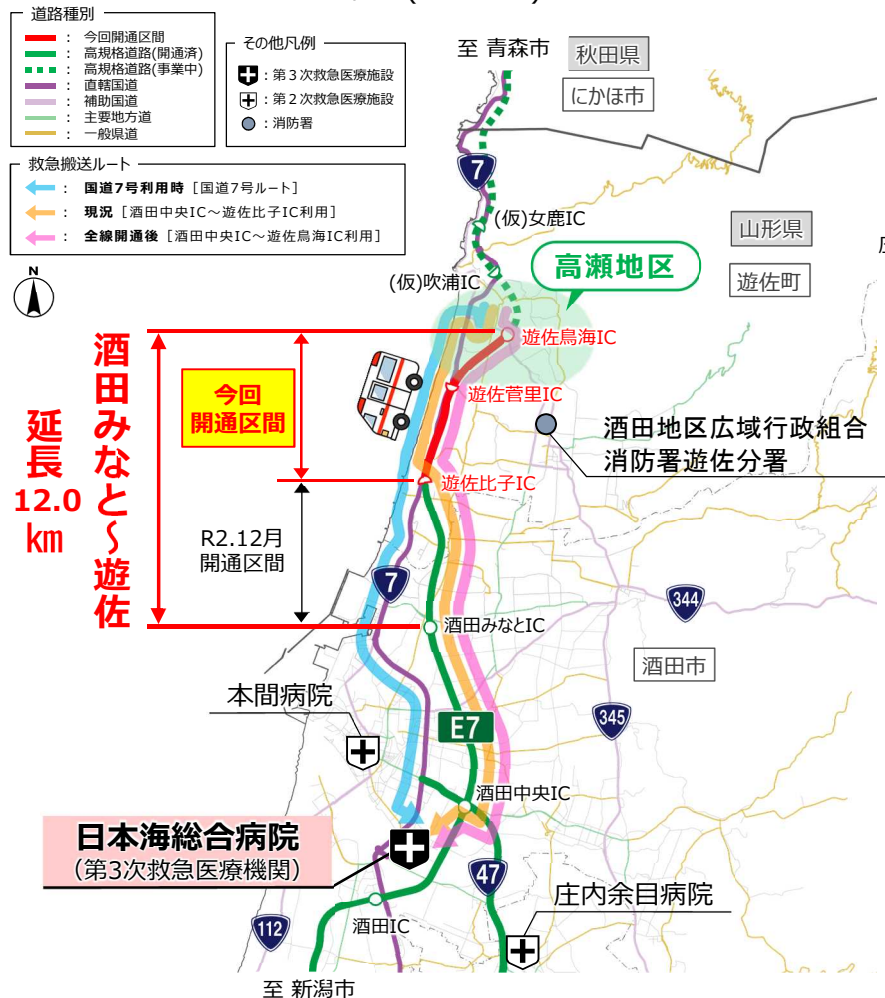 道路種別
： 今回開通区間
： 高規格道路(開通済)
： 高規格道路(事業中)
： 直轄国道
： 補助国道
： 主要地方道
： 一般県道
その他凡例
：第３次救急医療施設
：第２次救急医療施設
：消防署
救急搬送ルート
： 国道7号利用時［国道7号ルート］
： 現況［酒田中央IC～遊佐比子IC利用］
： 全線開通後［酒田中央IC～遊佐鳥海IC利用］
N
至 青森市
秋田県
にかほ市
7
(仮)女鹿IC
山形県
(仮)吹浦IC
高瀬地区
遊佐町
遊佐鳥海IC
酒田みなと～遊佐
延長
12.0
km
今回
開通区間
遊佐菅里IC
酒田地区広域行政組合
消防署遊佐分署
遊佐比子IC
R2.12月
開通区間
7
344
酒田みなとIC
酒田市
本間病院
E7
345
酒田中央IC
日本海総合病院
（第3次救急医療機関）
47
庄内余目病院
112
酒田IC
至 新潟市